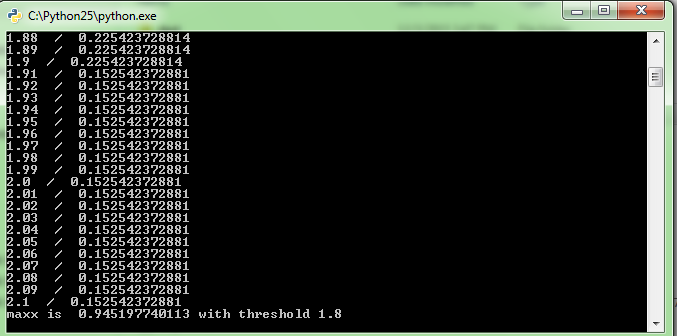 C:\Python25\python.exe
1.88  /  0.225423728814
1.89  /  0.225423728814
1.9  /  0.225423728814
1.91  /  0.152542372881
1.92  /  0.152542372881
1.93  /  0.152542372881
1.94  /  0.152542372881
1.95  /  0.152542372881
1.96  /  0.152542372881
1.97  /  0.152542372881
1.98  /  0.152542372881
1.99  /  0.152542372881
2.0  /  0.152542372881
2.01  /  0.152542372881
2.02  /  0.152542372881
2.03  /  0.152542372881
2.04  /  0.152542372881
2.05  /  0.152542372881
2.06  /  0.152542372881
2.07  /  0.152542372881
2.08  /  0.152542372881
2.09  /  0.152542372881
2.1  /  0.152542372881
maxx is  0.945197740113 with threshold 1.8